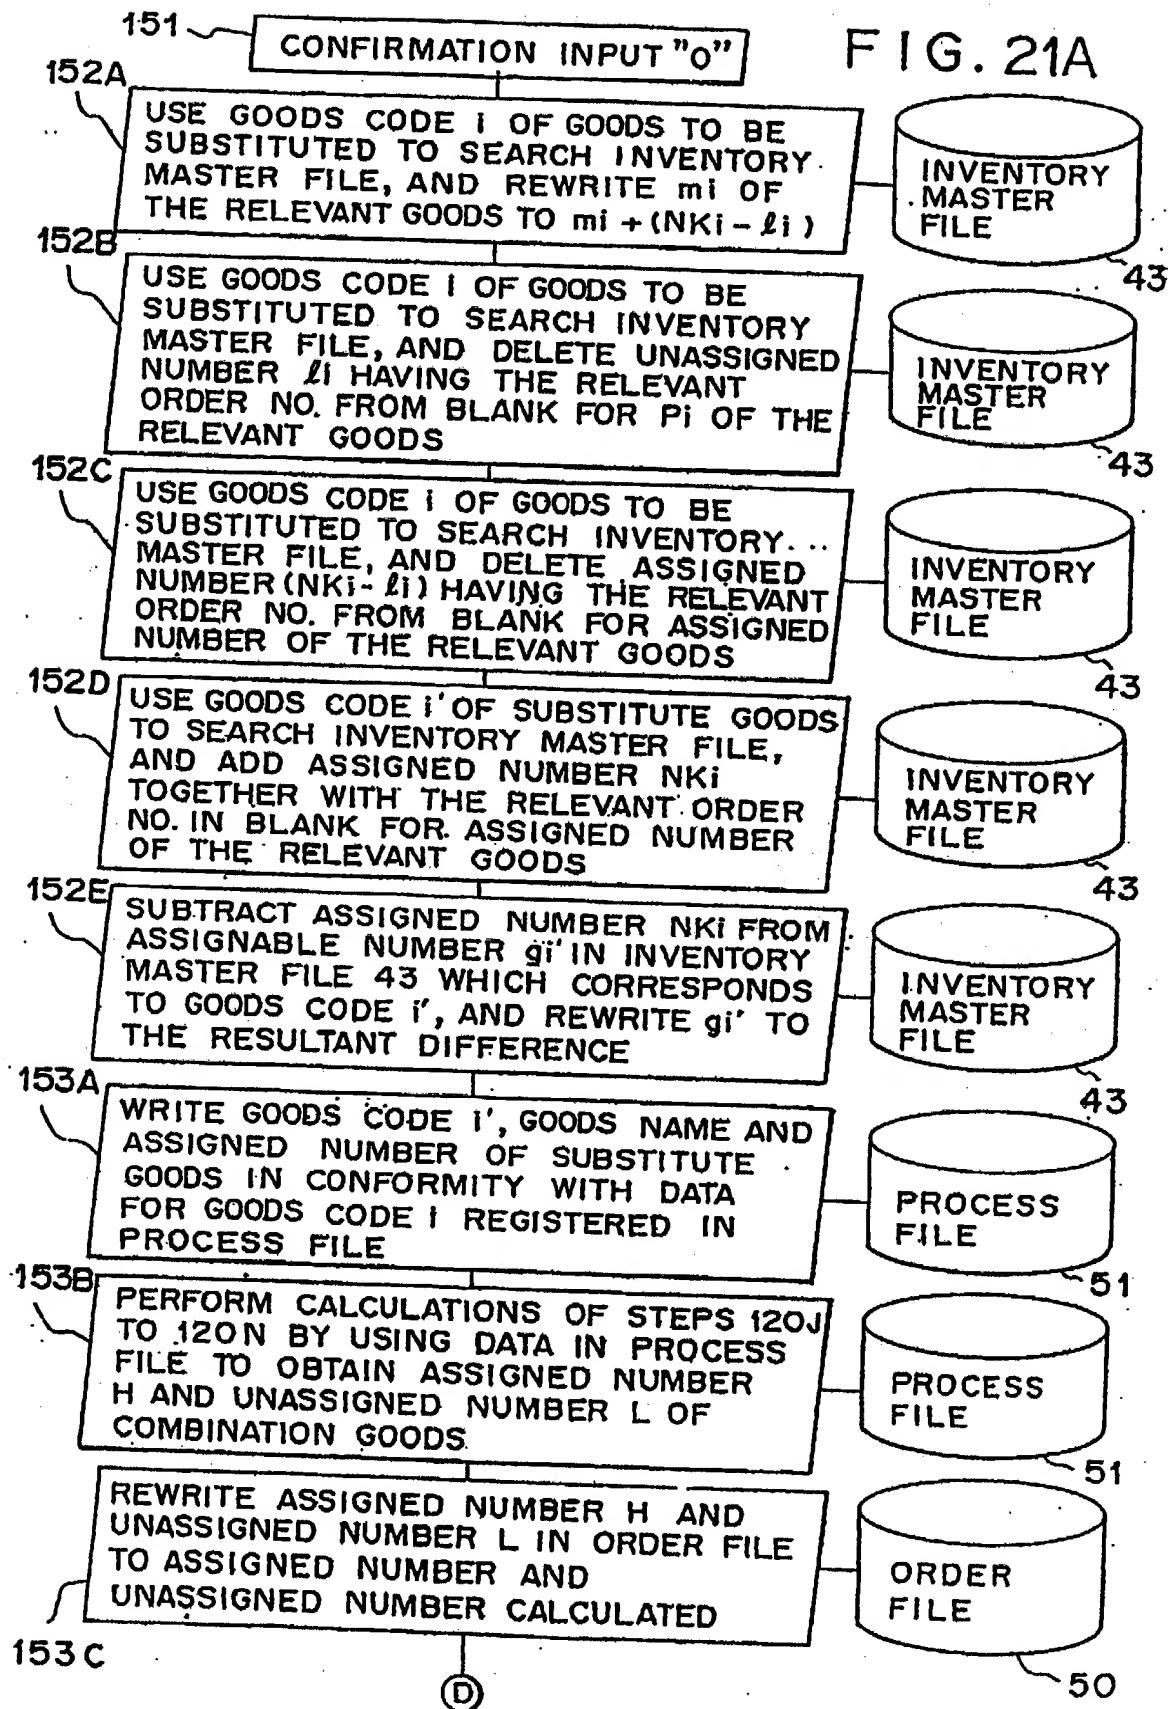 FIG. 21A
151
CONFIRMATION INPUT "O"
152A
USE GOODS CODE i OF GOODS TO BE
SUBSTITUTED TO SEARCH INVENTORY
MASTER FILE, AND REWRITE mi OF
THE RELEVANT GOODS TO mi + (NKi - ℓi)
INVENTORY
MASTER
FILE
43
152B
USE GOODS CODE i OF GOODS TO BE
SUBSTITUTED TO SEARCH INVENTORY
MASTER FILE, AND DELETE UNASSIGNED
NUMBER ℓi HAVING THE RELEVANT
ORDER NO. FROM BLANK FOR Pi OF THE
RELEVANT GOODS
INVENTORY
MASTER
FILE
43
152C
USE GOODS CODE i OF GOODS TO BE
SUBSTITUTED TO SEARCH INVENTORY
MASTER FILE, AND DELETE ASSIGNED
NUMBER (NKi - ℓi) HAVING THE RELEVANT
ORDER NO. FROM BLANK FOR ASSIGNED
NUMBER OF THE RELEVANT GOODS
INVENTORY
MASTER
FILE
43
152D
USE GOODS CODE i' OF SUBSTITUTE GOODS
TO SEARCH INVENTORY MASTER FILE,
AND ADD ASSIGNED NUMBER NKi
TOGETHER WITH THE RELEVANT ORDER
NO. IN BLANK FOR ASSIGNED NUMBER
OF THE RELEVANT GOODS
INVENTORY
MASTER
FILE
43
152E
SUBTRACT ASSIGNED NUMBER NKi FROM
ASSIGNABLE NUMBER gi' IN INVENTORY
MASTER FILE 43 WHICH CORRESPONDS
TO GOODS CODE i', AND REWRITE gi' TO
THE RESULTANT DIFFERENCE
INVENTORY
MASTER
FILE
43
153A
WRITE GOODS CODE i', GOODS NAME AND
ASSIGNED NUMBER OF SUBSTITUTE
GOODS IN CONFORMITY WITH DATA
FOR GOODS CODE i REGISTERED IN
PROCESS FILE
PROCESS
FILE
51
153B
PERFORM CALCULATIONS OF STEPS 120J
TO 120N BY USING DATA IN PROCESS
FILE TO OBTAIN ASSIGNED NUMBER
H AND UNASSIGNED NUMBER L OF
COMBINATION GOODS
PROCESS
FILE
51
REWRITE ASSIGNED NUMBER H AND
UNASSIGNED NUMBER L IN ORDER FILE
TO ASSIGNED NUMBER AND
UNASSIGNED NUMBER CALCULATED
153C
ORDER
FILE
50
D